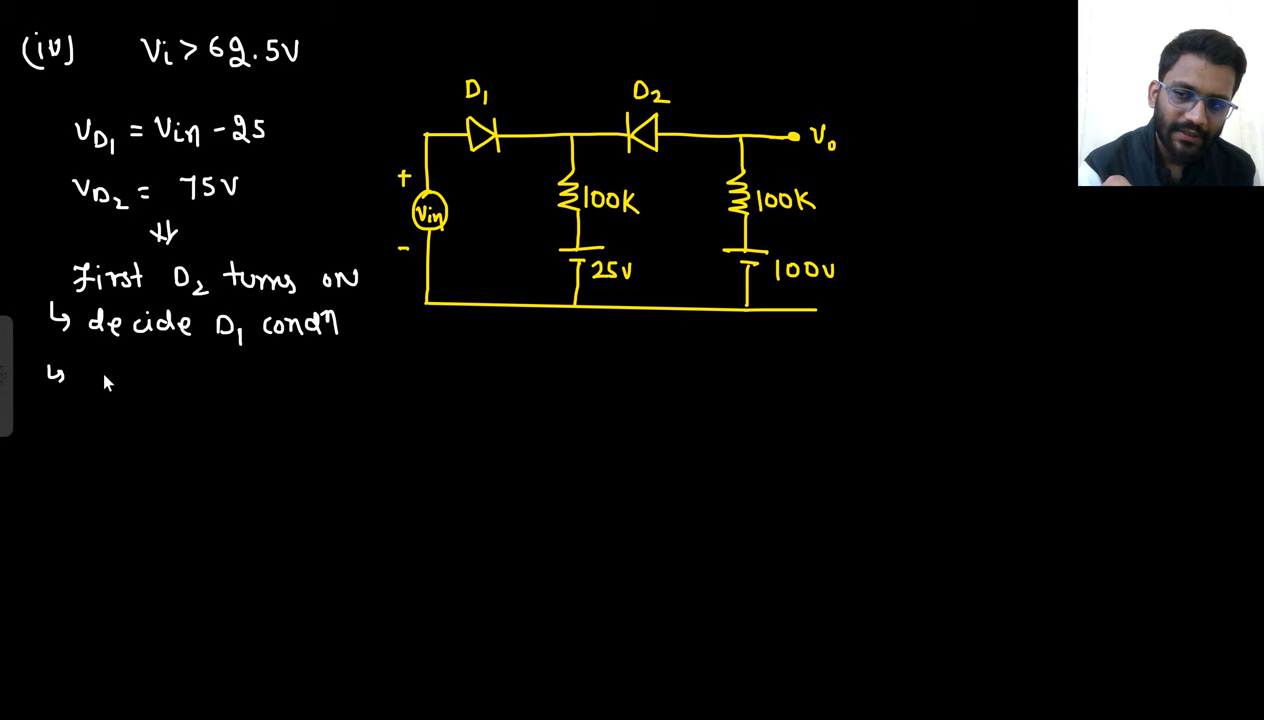 (iv) Vi > 62.5V
VD1 = Vin - 25
VD2 = 75V
⇓
First D2 turns on
↳ decide D1 condn
↳
D1 D2
Vo
+
Vin
-
100K 100K
25V 100V